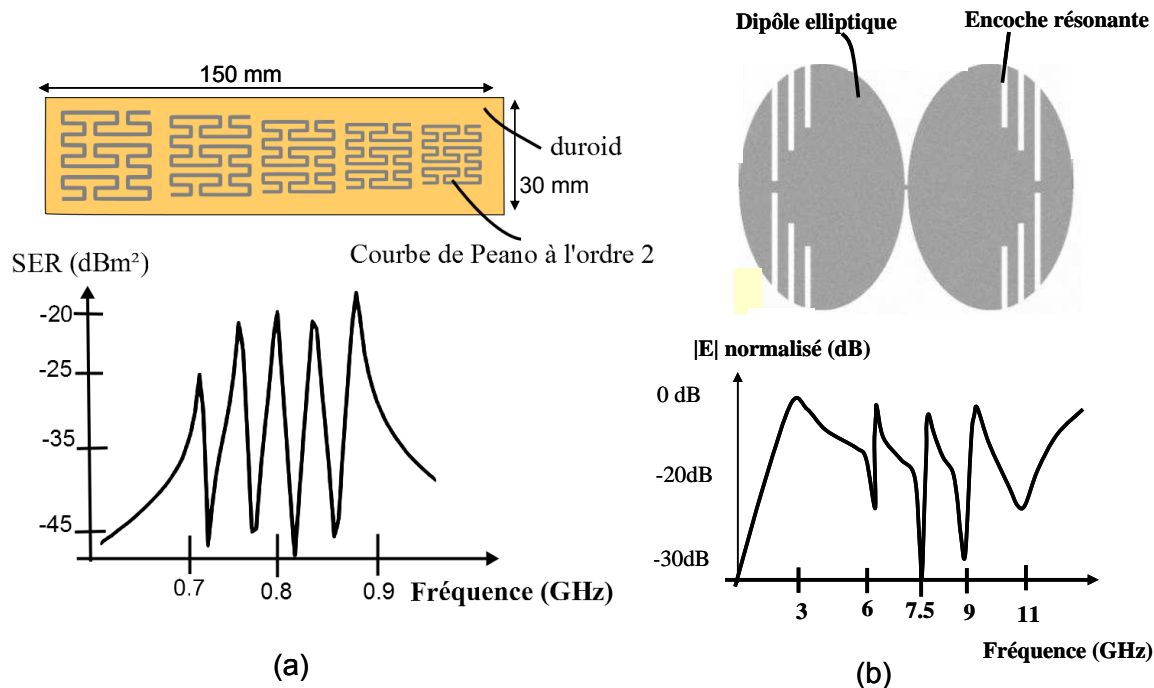 150 mm
duroid
30 mm
Courbe de Peano à l'ordre 2
SER (dBm²)
-20
-25
-35
-45
0.7
0.8
0.9
Fréquence (GHz)
(a)
Dipôle elliptique
Encoche résonante
|E| normalisé (dB)
0 dB
-20dB
-30dB
3
6
7.5
9
11
Fréquence (GHz)
(b)